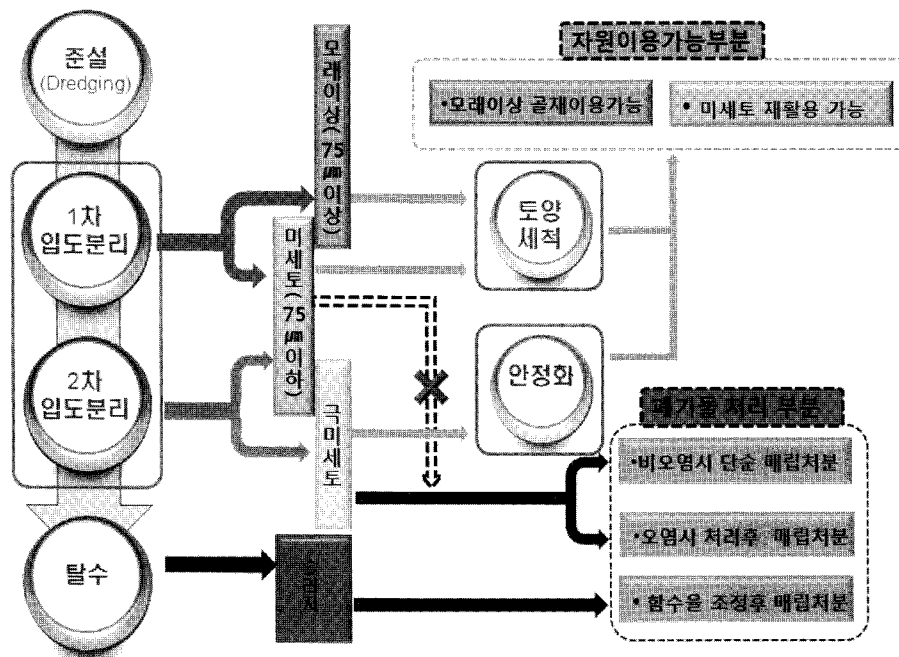 준설
(Dredging)
1차
입도분리
2차
입도분리
탈수
모래이상(75㎛이상)
미세토(75㎛이하)
극미세토
자원이용가능부분
•모래이상 골재이용가능
• 미세토 재활용 가능
토양
세척
안정화
폐기물 처리 부분
•비오염시 단순 매립처분
•오염시 처리후 매립처분
• 함수율 조정후 매립처분